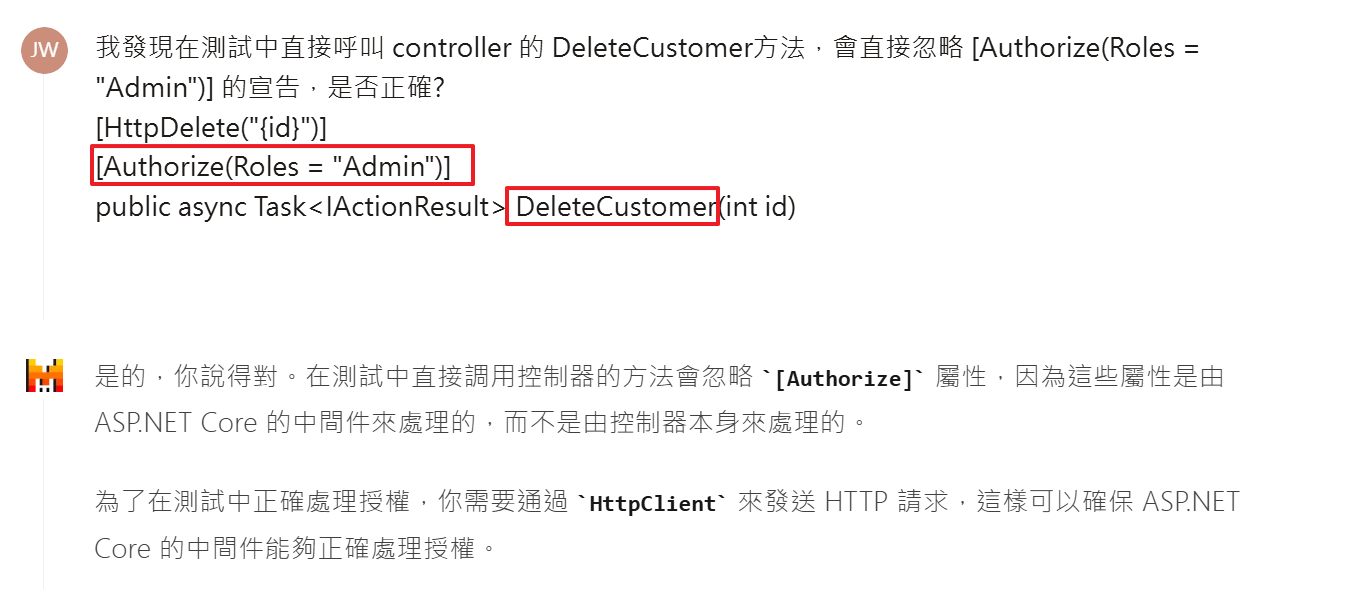 JW
我發現在測試中直接呼叫 controller 的 DeleteCustomer方法，會直接忽略 [Authorize(Roles =
"Admin")] 的宣告，是否正確?
[HttpDelete("{id}")]
[Authorize(Roles = "Admin")]
public async Task<IActionResult> DeleteCustomer(int id)
是的，你說得對。在測試中直接調用控制器的方法會忽略 `[Authorize]` 屬性，因為這些屬性是由
ASP.NET Core 的中間件來處理的，而不是由控制器本身來處理的。
為了在測試中正確處理授權，你需要通過 `HttpClient` 來發送 HTTP 請求，這樣可以確保 ASP.NET
Core 的中間件能夠正確處理授權。